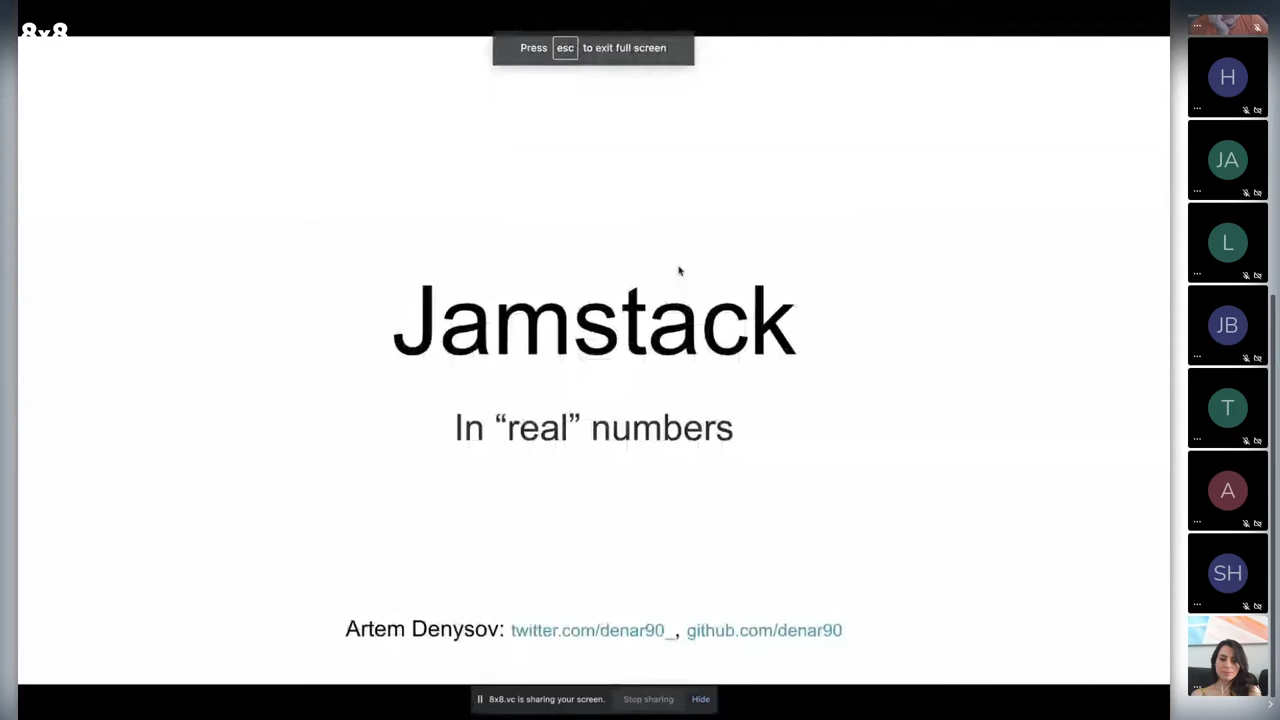 8x8
Press esc to exit full screen
Jamstack
In “real” numbers
Artem Denysov: twitter.com/denar90_, github.com/denar90
8x8.vc is sharing your screen. Stop sharing Hide
H
JA
L
JB
T
A
SH